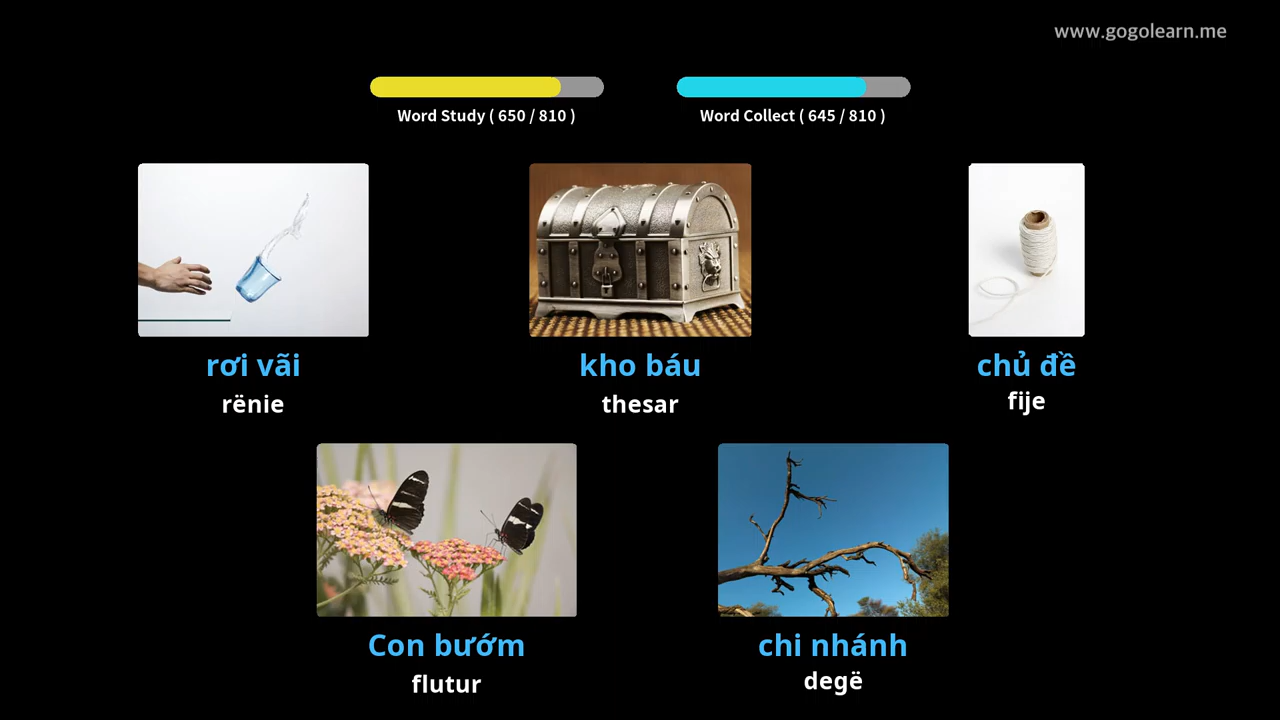 www.gogolearn.me
Word Study ( 650 / 810 )
Word Collect ( 645 / 810 )
rơi vãi
rënie
kho báu
thesar
chủ đề
fije
Con bướm
flutur
chi nhánh
degë